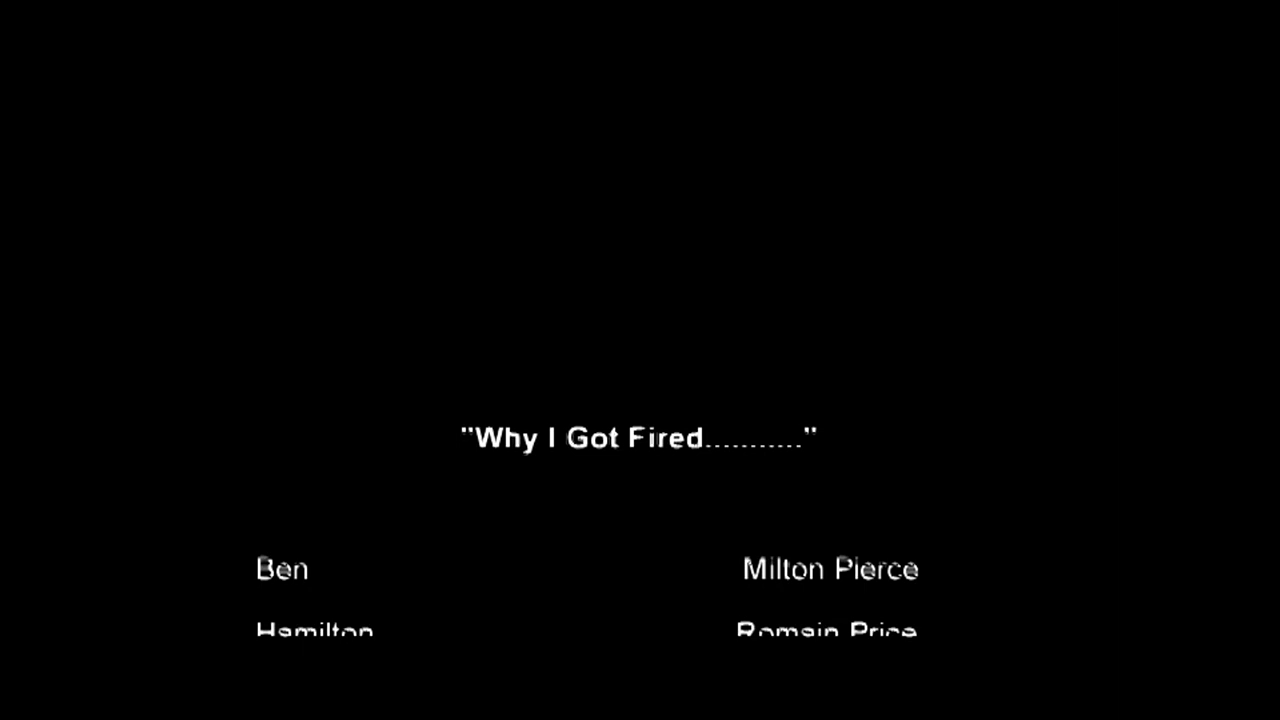 "Why I Got Fired..........."
Ben Milton Pierce
Hamilton Romain Price